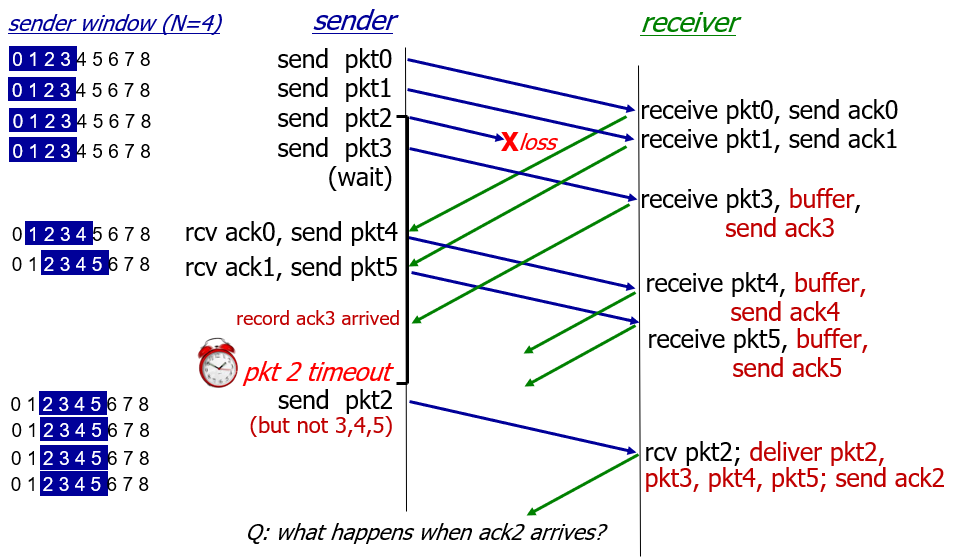 sender window (N=4)
sender
receiver
0 1 2 3 4 5 6 7 8
send pkt0
0 1 2 3 4 5 6 7 8
send pkt1
receive pkt0, send ack0
0 1 2 3 4 5 6 7 8
send pkt2
X loss
receive pkt1, send ack1
0 1 2 3 4 5 6 7 8
send pkt3
(wait)
receive pkt3, buffer,
send ack3
0 1 2 3 4 5 6 7 8
rcv ack0, send pkt4
0 1 2 3 4 5 6 7 8
rcv ack1, send pkt5
receive pkt4, buffer,
send ack4
record ack3 arrived
receive pkt5, buffer,
send ack5
pkt 2 timeout
0 1 2 3 4 5 6 7 8
send pkt2
0 1 2 3 4 5 6 7 8
(but not 3,4,5)
0 1 2 3 4 5 6 7 8
rcv pkt2; deliver pkt2,
0 1 2 3 4 5 6 7 8
pkt3, pkt4, pkt5; send ack2
Q: what happens when ack2 arrives?